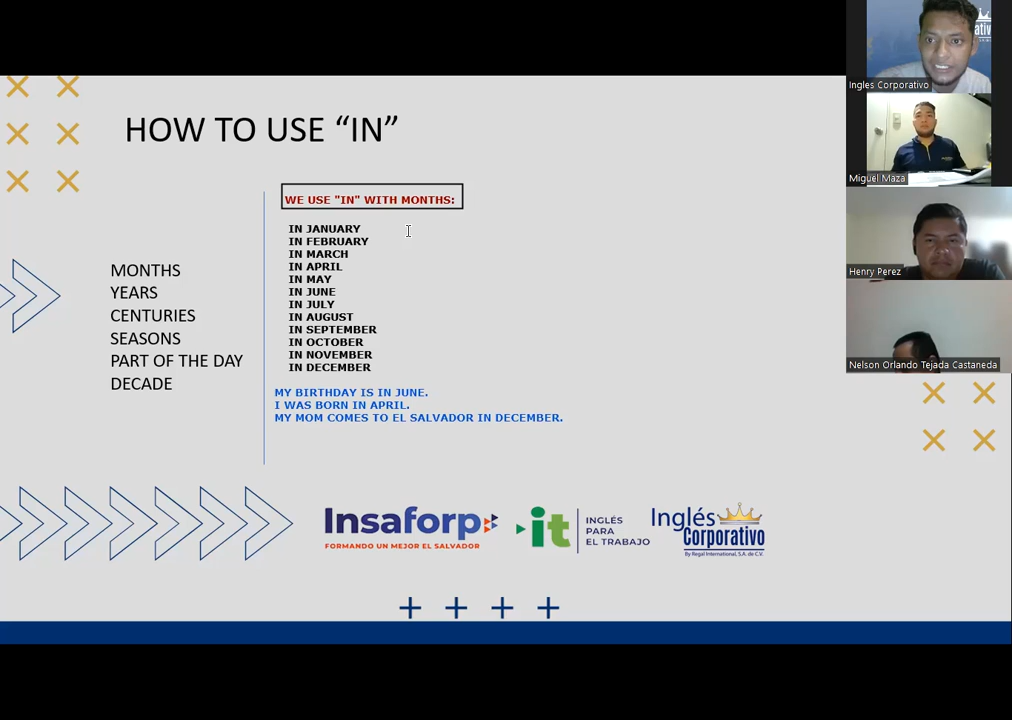 HOW TO USE “IN”
MONTHS
YEARS
CENTURIES
SEASONS
PART OF THE DAY
DECADE
WE USE "IN" WITH MONTHS:
IN JANUARY
IN FEBRUARY
IN MARCH
IN APRIL
IN MAY
IN JUNE
IN JULY
IN AUGUST
IN SEPTEMBER
IN OCTOBER
IN NOVEMBER
IN DECEMBER
MY BIRTHDAY IS IN JUNE.
I WAS BORN IN APRIL.
MY MOM COMES TO EL SALVADOR IN DECEMBER.
Insaforp
FORMANDO UN MEJOR EL SALVADOR
it
INGLÉS
PARA
EL TRABAJO
Inglés
Corporativo
By Regal International, S.A. de C.V.
Ingles Corporativo
Miguel Maza
Henry Perez
Nelson Orlando Tejada Castaneda